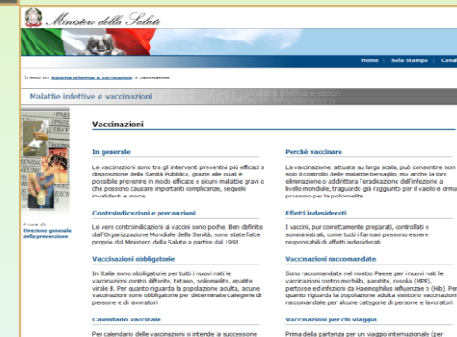 Ministero della Salute
Home | Sala Stampa |
Malattie infettive e vaccinazioni
Vaccinazioni
In generale
Le vaccinazioni sono tra gli interventi preventivi più efficaci a
disposizione della Sanità Pubblica, grazie alle quali è
possibile prevenire in modo efficace e sicuro malattie gravi o
che possono causare importanti complicanze, sequele
invalidanti e morte
Controindicazioni e precauzioni
Le vere controindicazioni ai vaccini sono poche. Ben definite
dall'Organizzazione Mondiale della Sanità, sono state fatte
proprie dal Ministero della Salute a partire dal 1991
Vaccinazioni obbligatorie
In Italia sono obbligatorie per tutti i nuovi nati le
vaccinazioni contro difterite, tetano, poliomelite, epatite
virale B. Per quanto riguarda la popolazione adulta, alcune
vaccinazioni sono obbligatorie per determinate categorie di
persone e di lavoratori
Calendario vaccinale
Per calendario delle vaccinazioni si intende la successione
Perchè vaccinare
La vaccinazione, attuata su larga scala, può consentire non
solo il controllo delle malattie bersaglio, ma anche la loro
eliminazione o addirittura l'eradicazione dell'infezione a
livello mondiale, traguardo già raggiunto per il vaiolo e ormai
prossimo per la poliomelite
Effetti indesiderati
I vaccini, pur correttamente preparati, controllati e
somministrati, come tutti i farmaci possono essere
responsabili di effetti indesiderati
Vaccinazioni raccomandate
Sono raccomandate nel nostro Paese per i nuovi nati le
vaccinazioni contro morbillo, parotite, rosolia (MPR),
pertosse ed infezioni da Haemophilus influenzae b (Hib). Per
quanto riguarda la popolazione adulta esistono vaccinazioni
raccomandate per alcune categorie di persone e lavoratori
Vaccinazioni per chi viaggia
Prima della partenza per un viaggio internazionale (per
A cura di:
Direzione generale
della prevenzione